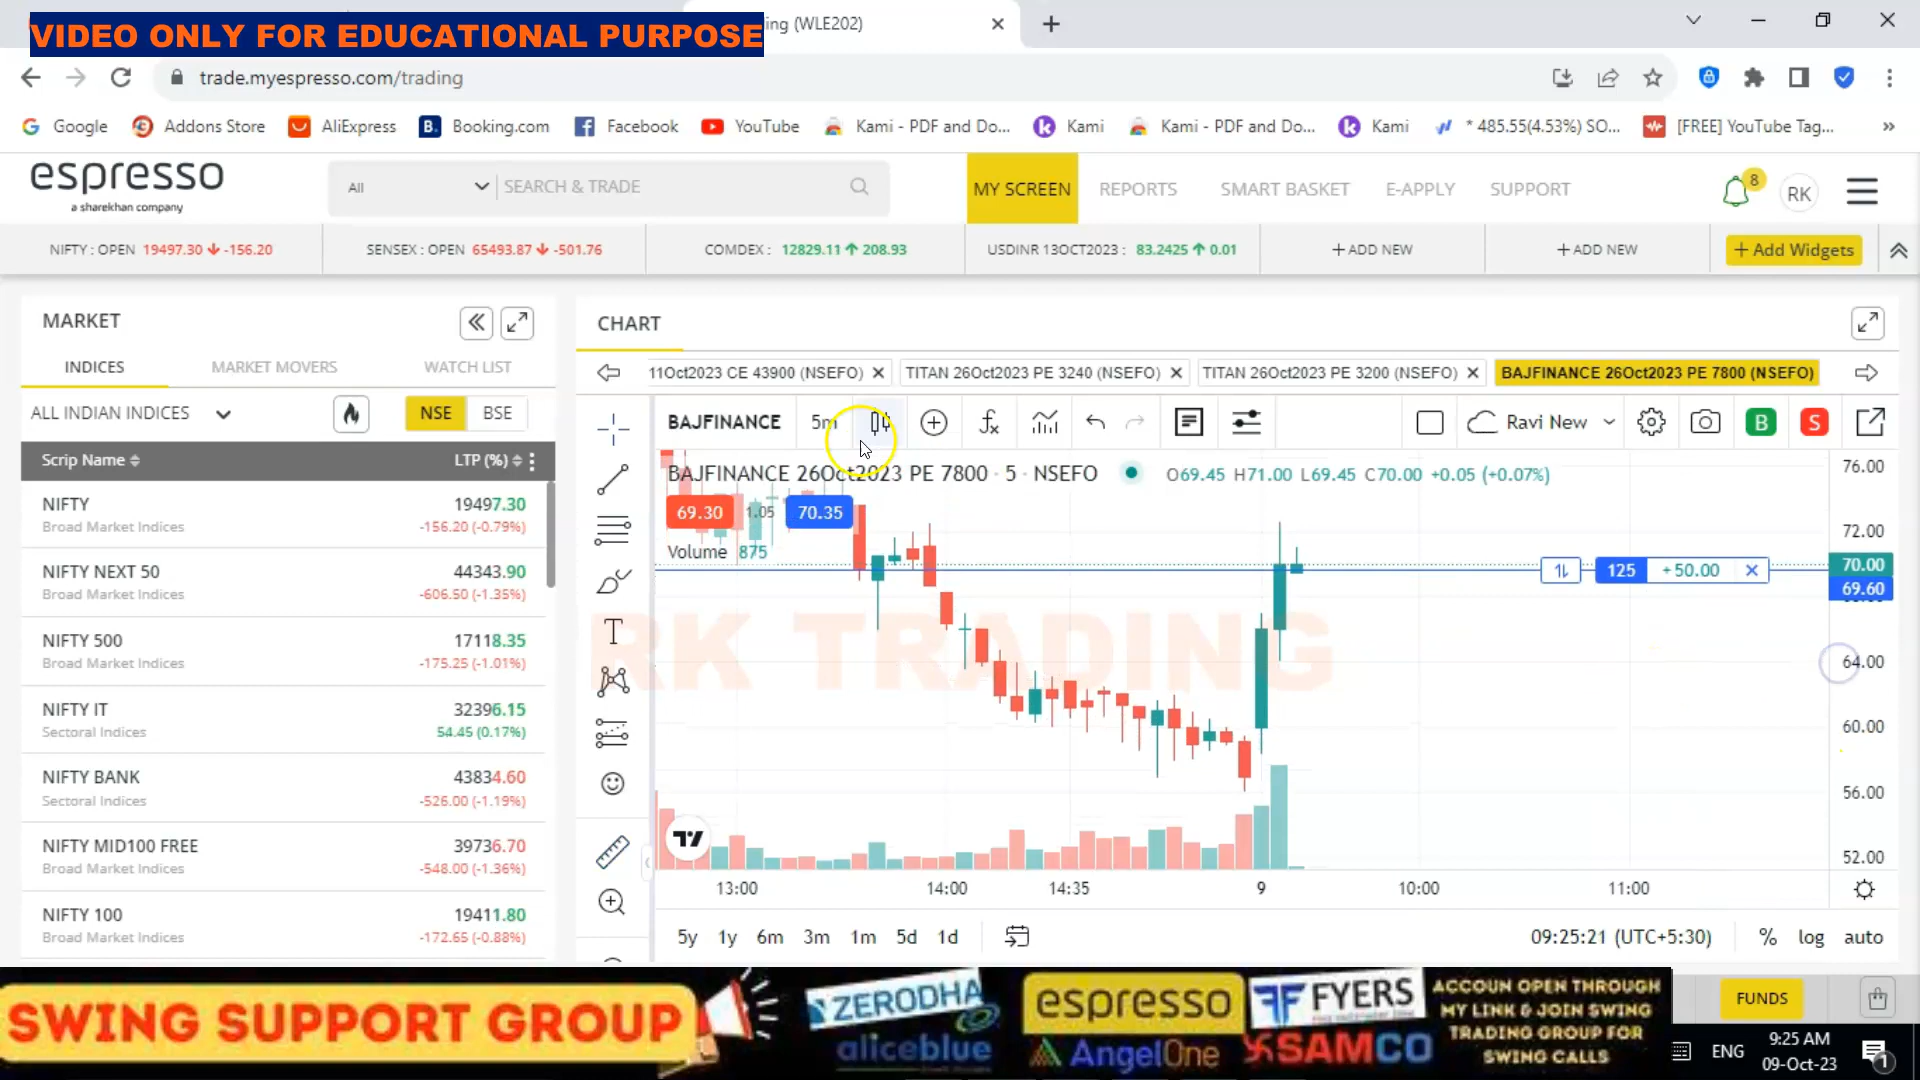 VIDEO ONLY FOR EDUCATIONAL PURPOSE
ing (WLE202)
trade.myespresso.com/trading
Google Addons Store AliExpress Booking.com Facebook YouTube Kami - PDF and Do... Kami Kami - PDF and Do... Kami * 485.55(4.53%) SO... [FREE] YouTube Tag... »
espresso
a sharekhan company
All SEARCH & TRADE
MY SCREEN REPORTS SMART BASKET E-APPLY SUPPORT 8 RK
NIFTY : OPEN 19497.30 -156.20 SENSEX : OPEN 65493.87 -501.76 COMDEX : 12829.11 208.93 USDINR 13OCT2023 : 83.2425 0.01 + ADD NEW + ADD NEW + Add Widgets
MARKET
INDICES MARKET MOVERS WATCH LIST
ALL INDIAN INDICES NSE BSE
Scrip Name LTP (%)
NIFTY 19497.30
Broad Market Indices -156.20 (-0.79%)
NIFTY NEXT 50 44343.90
Broad Market Indices -606.50 (-1.35%)
NIFTY 500 17118.35
Broad Market Indices -175.25 (-1.01%)
NIFTY IT 32396.15
Sectoral Indices 54.45 (0.17%)
NIFTY BANK 43834.60
Sectoral Indices -526.00 (-1.19%)
NIFTY MID100 FREE 39736.70
Broad Market Indices -548.00 (-1.36%)
NIFTY 100 19411.80
Broad Market Indices -172.65 (-0.88%)
CHART
11Oct2023 CE 43900 (NSEFO) TITAN 26Oct2023 PE 3240 (NSEFO) TITAN 26Oct2023 PE 3200 (NSEFO) BAJFINANCE 26Oct2023 PE 7800 (NSEFO)
BAJFINANCE 5m Ravi New B S
BAJFINANCE 26Oct2023 PE 7800 · 5 · NSEFO O69.45 H71.00 L69.45 C70.00 +0.05 (+0.07%)
69.30 1.05 70.35
Volume 875
125 +50.00
RK TRADING
76.00
72.00
70.00
69.60
64.00
60.00
56.00
52.00
13:00 14:00 14:35 9 10:00 11:00
5y 1y 6m 3m 1m 5d 1d 09:25:21 (UTC+5:30) % log auto
SWING SUPPORT GROUP
ZERODHA
aliceblue
espresso
AngelOne
FYERS
SAMCO
ACCOUN OPEN THROUGH
MY LINK & JOIN SWING
TRADING GROUP FOR
SWING CALLS
FUNDS
ENG
9:25 AM
09-Oct-23
1